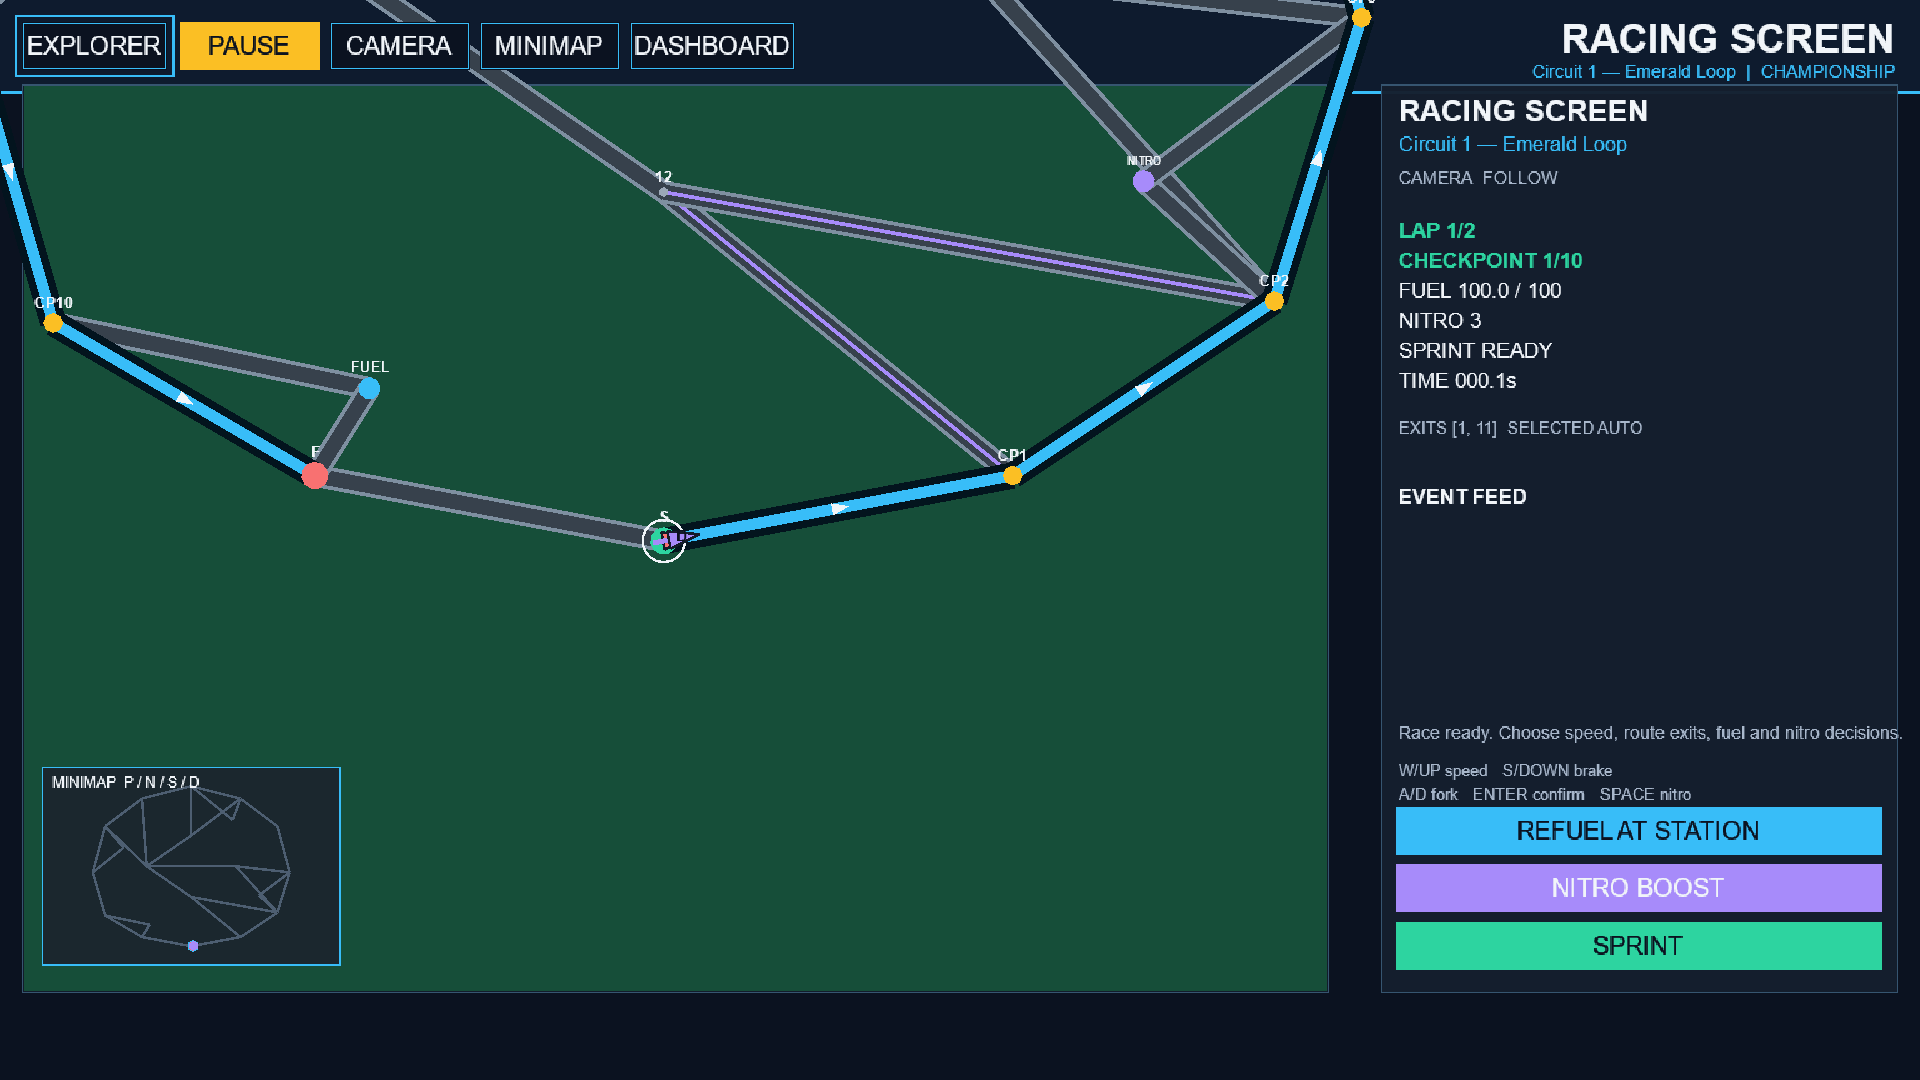 EXPLORER
PAUSE
CAMERA
MINIMAP
DASHBOARD
RACING SCREEN
Circuit 1 — Emerald Loop | CHAMPIONSHIP
12
NITRO
CP2
CP10
FUEL
F
CP1
S
MINIMAP P / N / S / D
RACING SCREEN
Circuit 1 — Emerald Loop
CAMERA FOLLOW
LAP 1/2
CHECKPOINT 1/10
FUEL 100.0 / 100
NITRO 3
SPRINT READY
TIME 000.1s
EXITS [1, 11] SELECTED AUTO
EVENT FEED
Race ready. Choose speed, route exits, fuel and nitro decisions.
W/UP speed S/DOWN brake
A/D fork ENTER confirm SPACE nitro
REFUEL AT STATION
NITRO BOOST
SPRINT